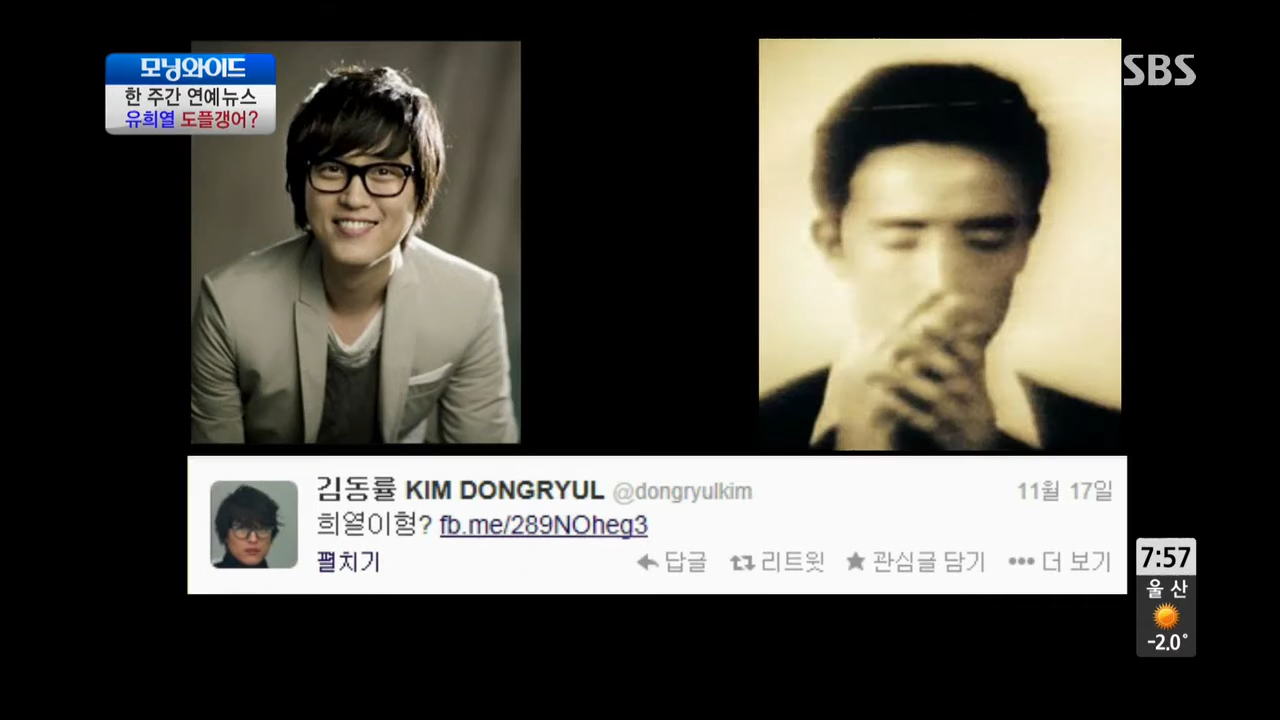 모닝와이드
한 주간 연예뉴스
유희열 도플갱어?
SBS
김동률 KIM DONGRYUL @dongryulkim 11월 17일
희열이형? fb.me/289NOheg3
펼치기 답글 리트윗 관심글 담기 더 보기
7:57
울산
-2.0°